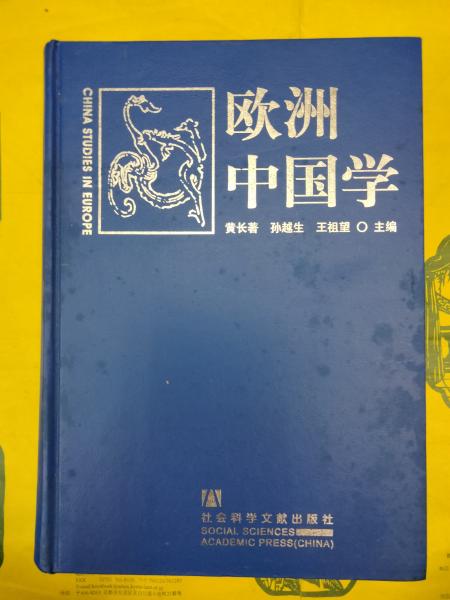 CHINA STUDIES IN EUROPE
欧洲
中国学
黄长著 孙越生 王祖望 〇 主编
社会科学文献出版社
SOCIAL SCIENCES
ACADEMIC PRESS(CHINA)